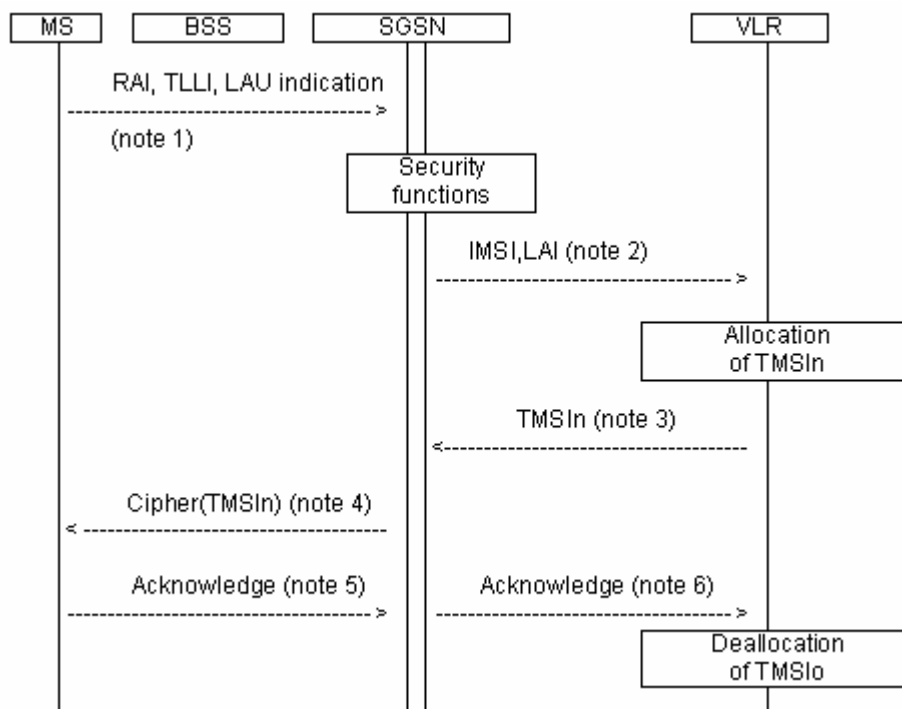 MS BSS SGSN VLR
RAI, TLLI, LAU indication
(note 1)
Security
functions
IMSI,LAI (note 2)
Allocation
of TMSIn
TMSIn (note 3)
Cipher(TMSIn) (note 4)
Acknowledge (note 5) Acknowledge (note 6)
Deallocation
of TMSIo